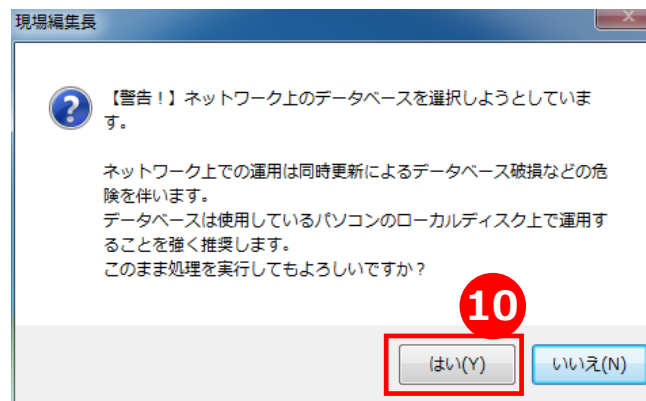 現場編集長
【警告！】ネットワーク上のデータベースを選択しようとしていま
す。
ネットワーク上での運用は同時更新によるデータベース破損などの危
険を伴います。
データベースは使用しているパソコンのローカルディスク上で運用す
ることを強く推奨します。
このまま処理を実行してもよろしいですか？
10
はい(Y)
いいえ(N)